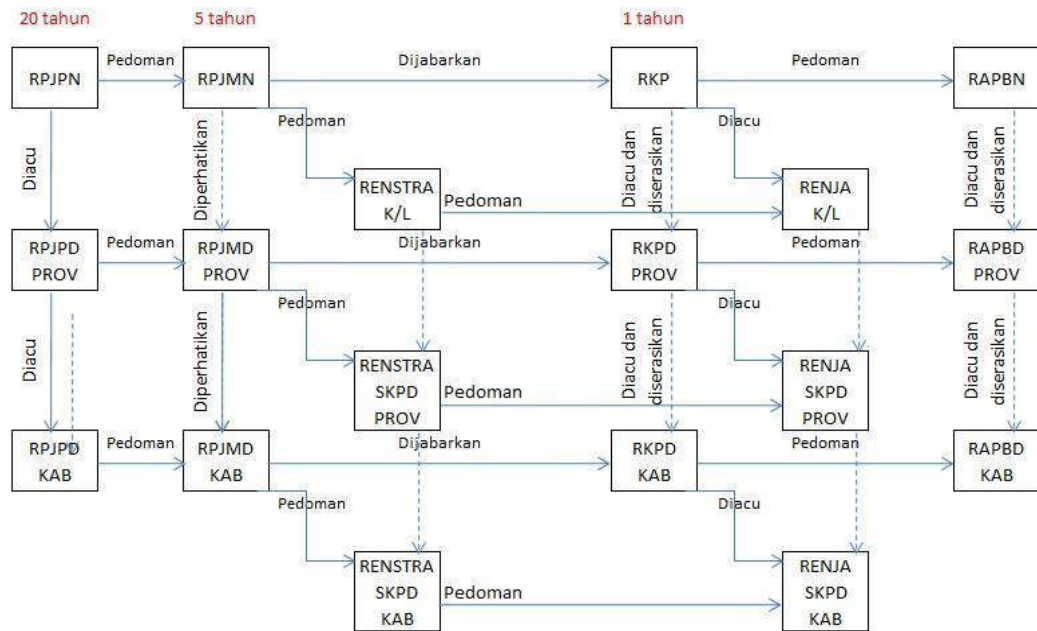 20 tahun
5 tahun
1 tahun
RPJPN
Pedoman
RPJMN
Dijabarkan
RKP
Pedoman
RAPBN
Diacu
Diperhatikan
Pedoman
Diacu dan
diserasikan
Diacu
Diacu dan
diserasikan
RENSTRA
K/L
Pedoman
RENJA
K/L
RPJPD
PROV
Pedoman
RPJMD
PROV
Dijabarkan
RKPD
PROV
Pedoman
RAPBD
PROV
Diacu
Diperhatikan
Pedoman
Diacu dan
diserasikan
Diacu
Diacu dan
diserasikan
RENSTRA
SKPD
PROV
Pedoman
RENJA
SKPD
PROV
RPJPD
KAB
Pedoman
RPJMD
KAB
Dijabarkan
RKPD
KAB
Pedoman
RAPBD
KAB
Pedoman
Diacu
RENSTRA
SKPD
KAB
Pedoman
RENJA
SKPD
KAB